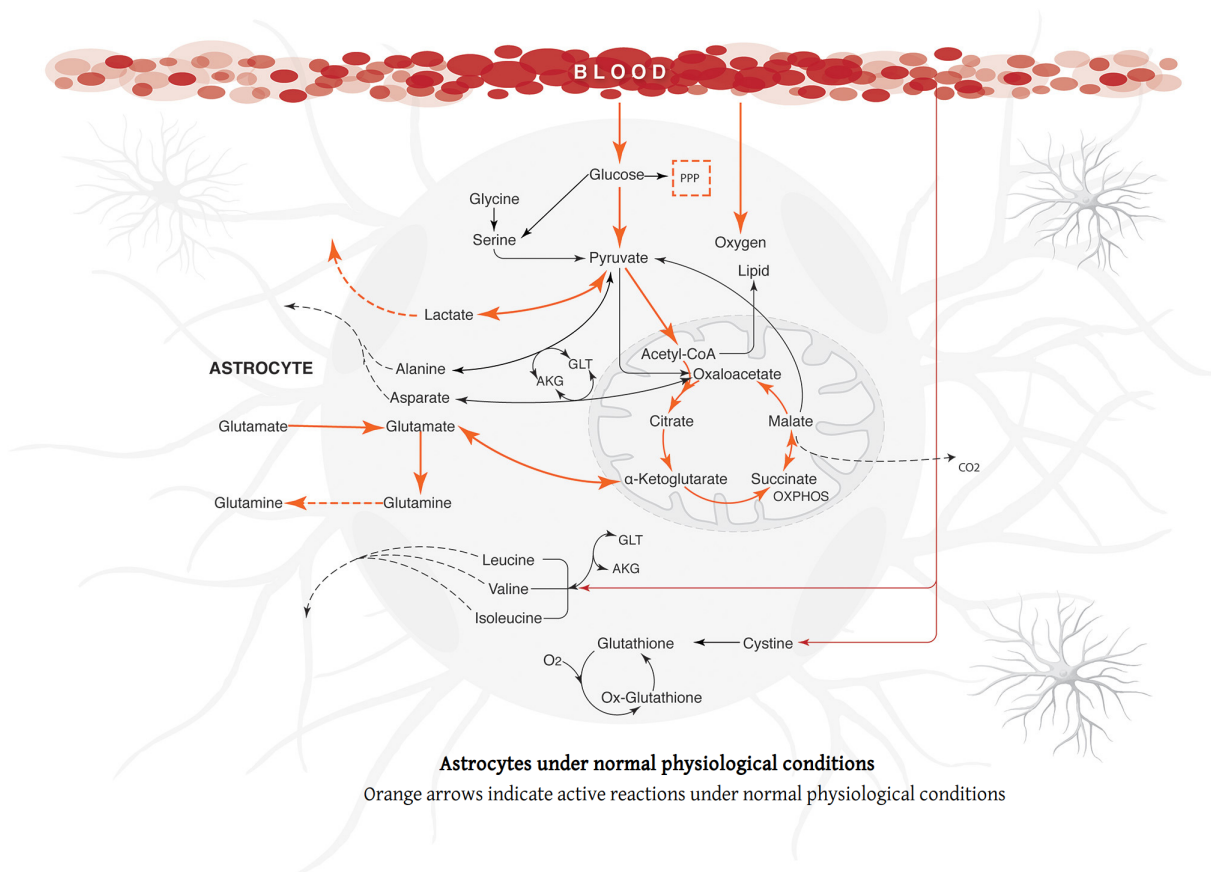 BLOOD
Glucose
PPP
Glycine
Serine
Oxygen
Pyruvate
Lipid
Lactate
Acetyl-CoA
ASTROCYTE
Alanine
GLT
AKG
Oxaloacetate
Asparate
Glutamate
Glutamate
Citrate
Malate
CO2
α-Ketoglutarate
Succinate
OXPHOS
Glutamine
Glutamine
GLT
AKG
Leucine
Valine
Isoleucine
Glutathione
Cystine
O2
Ox-Glutathione
Astrocytes under normal physiological conditions
Orange arrows indicate active reactions under normal physiological conditions